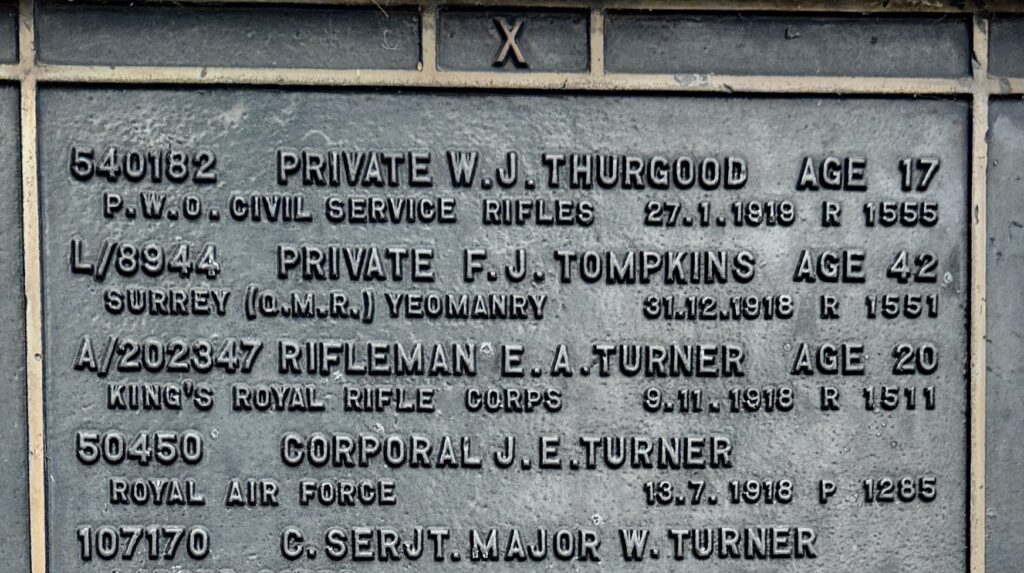 X
540182 PRIVATE W.J.THURGOOD AGE 17
P.W.O. CIVIL SERVICE RIFLES 27.1.1919 R 1555
L/8944 PRIVATE F.J.TOMPKINS AGE 42
SURREY (Q.M.R.) YEOMANRY 31.12.1918 R 1551
A/202347 RIFLEMAN E.A.TURNER AGE 20
KING'S ROYAL RIFLE CORPS 9.11.1918 R 1511
50450 CORPORAL J.E.TURNER
ROYAL AIR FORCE 13.7.1918 P 1285
107170 C.SERJT.MAJOR W.TURNER